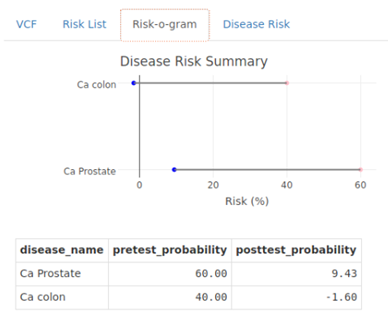 VCF Risk List Risk-o-gram Disease Risk
Disease Risk Summary
Ca colon
Ca Prostate
0 20 40 60
Risk (%)
disease_name pretest_probability posttest_probability
Ca Prostate 60.00 9.43
Ca colon 40.00 -1.60